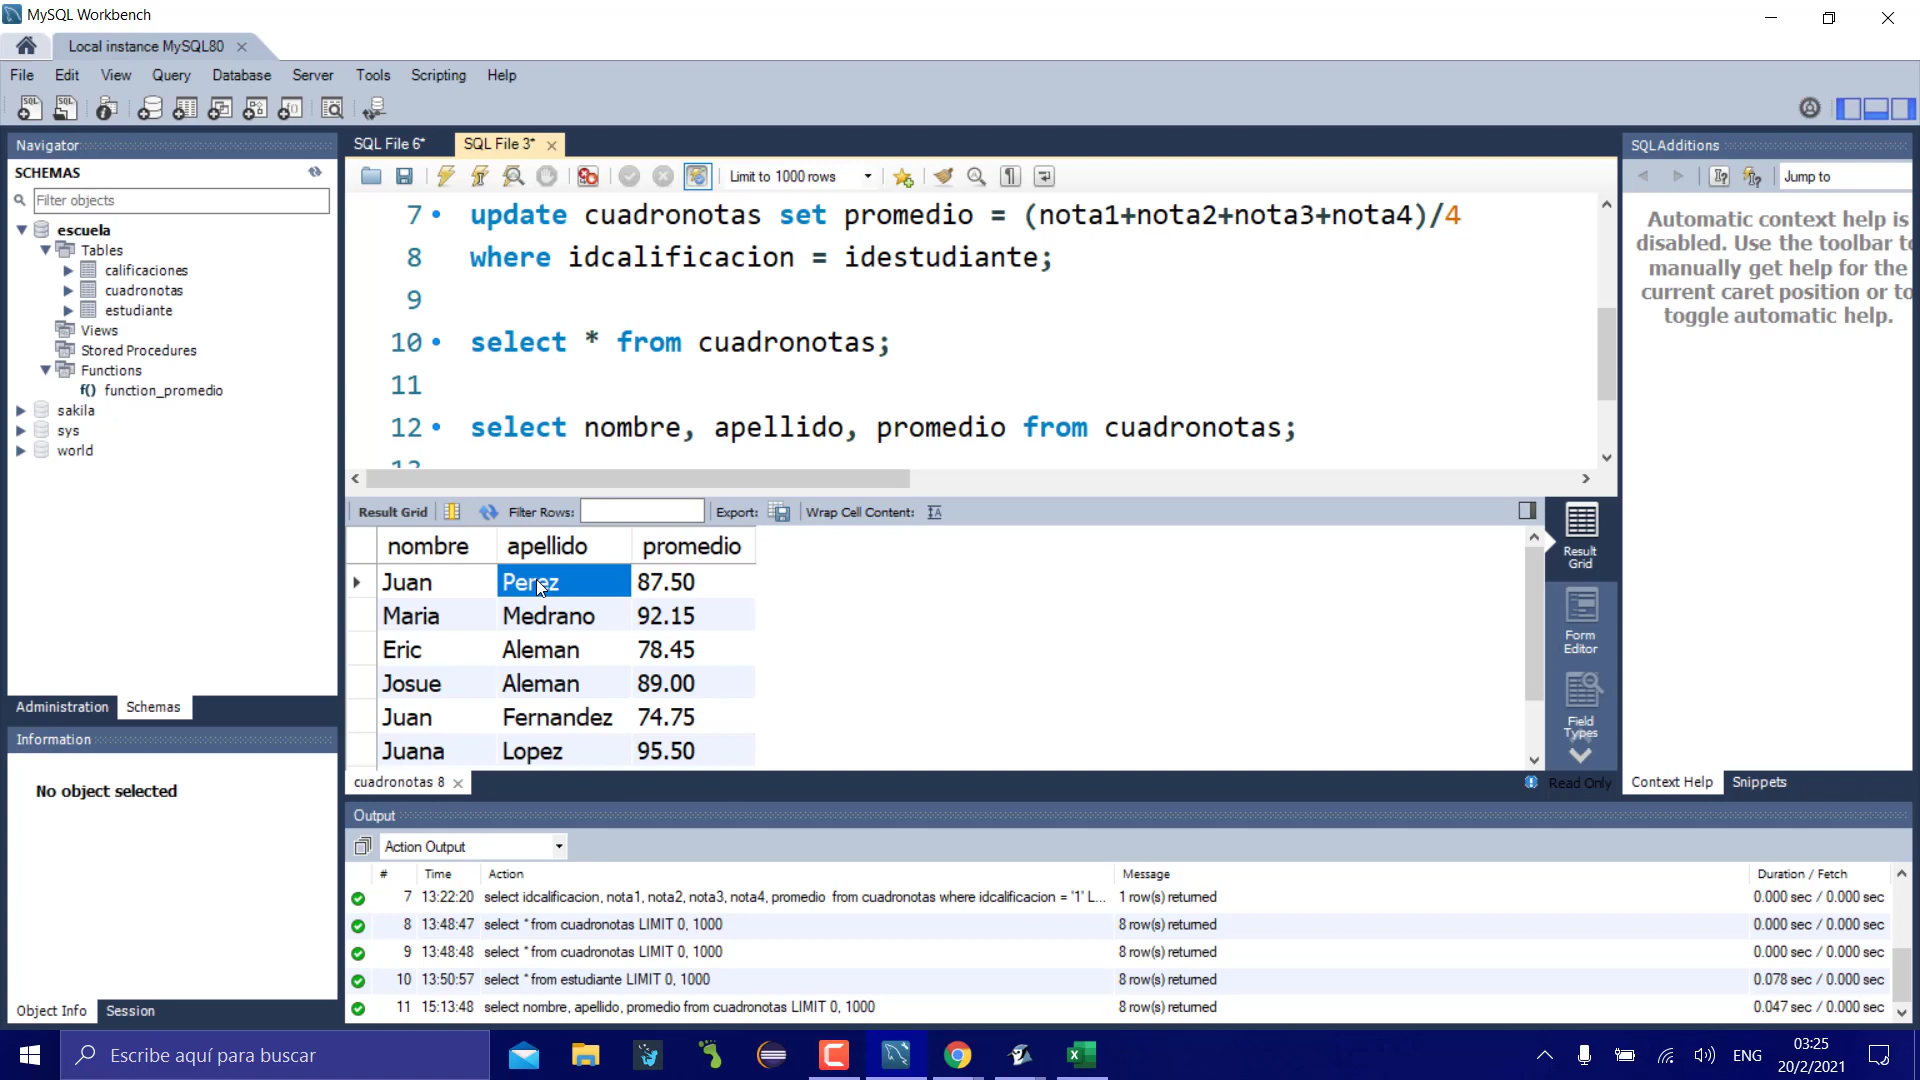 MySQL Workbench
Local instance MySQL80
File Edit View Query Database Server Tools Scripting Help
Navigator
SCHEMAS
Filter objects
escuela
Tables
calificaciones
cuadronotas
estudiante
Views
Stored Procedures
Functions
f() function_promedio
sakila
sys
world
Administration Schemas
Information
No object selected
Object Info Session
SQL File 6* SQL File 3*
Limit to 1000 rows
7 update cuadronotas set promedio = (nota1+nota2+nota3+nota4)/4
8 where idcalificacion = idestudiante;
9
10 select * from cuadronotas;
11
12 select nombre, apellido, promedio from cuadronotas;
13
Result Grid Filter Rows: Export: Wrap Cell Content:
nombre apellido promedio
Juan Perez 87.50
Maria Medrano 92.15
Eric Aleman 78.45
Josue Aleman 89.00
Juan Fernandez 74.75
Juana Lopez 95.50
Result Grid
Form Editor
Field Types
cuadronotas 8
Read Only
SQLAdditions
Jump to
Automatic context help is
disabled. Use the toolbar to
manually get help for the
current caret position or to
toggle automatic help.
Context Help Snippets
Output
Action Output
# Time Action Message Duration / Fetch
7 13:22:20 select idcalificacion, nota1, nota2, nota3, nota4, promedio from cuadronotas where idcalificacion = '1' L... 1 row(s) returned 0.000 sec / 0.000 sec
8 13:48:47 select * from cuadronotas LIMIT 0, 1000 8 row(s) returned 0.000 sec / 0.000 sec
9 13:48:48 select * from cuadronotas LIMIT 0, 1000 8 row(s) returned 0.000 sec / 0.000 sec
10 13:50:57 select * from estudiante LIMIT 0, 1000 8 row(s) returned 0.078 sec / 0.000 sec
11 15:13:48 select nombre, apellido, promedio from cuadronotas LIMIT 0, 1000 8 row(s) returned 0.047 sec / 0.000 sec
Escribe aquí para buscar
ENG
03:25
20/2/2021